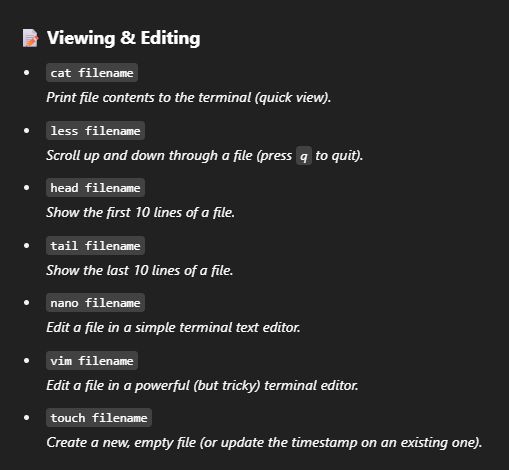 📝 Viewing & Editing
• cat filename
Print file contents to the terminal (quick view).
• less filename
Scroll up and down through a file (press q to quit).
• head filename
Show the first 10 lines of a file.
• tail filename
Show the last 10 lines of a file.
• nano filename
Edit a file in a simple terminal text editor.
• vim filename
Edit a file in a powerful (but tricky) terminal editor.
• touch filename
Create a new, empty file (or update the timestamp on an existing one).